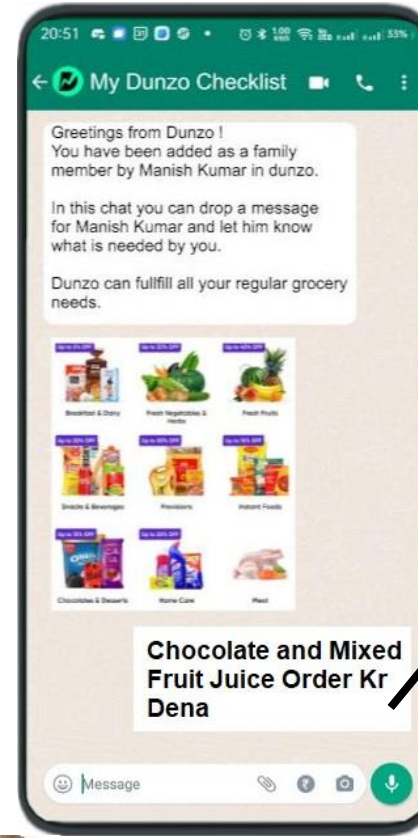 20:51
33%
My Dunzo Checklist
Greetings from Dunzo !
You have been added as a family
member by Manish Kumar in dunzo.
In this chat you can drop a message
for Manish Kumar and let him know
what is needed by you.
Dunzo can fullfill all your regular grocery
needs.
Breakfast & Dairy
Fresh Vegetables &
Herbs
Fresh Fruits
Snacks & Beverages
Provisions
Instant Foods
Chocolates & Desserts
Home Care
Meat
Chocolate and Mixed
Fruit Juice Order Kr
Dena
Message